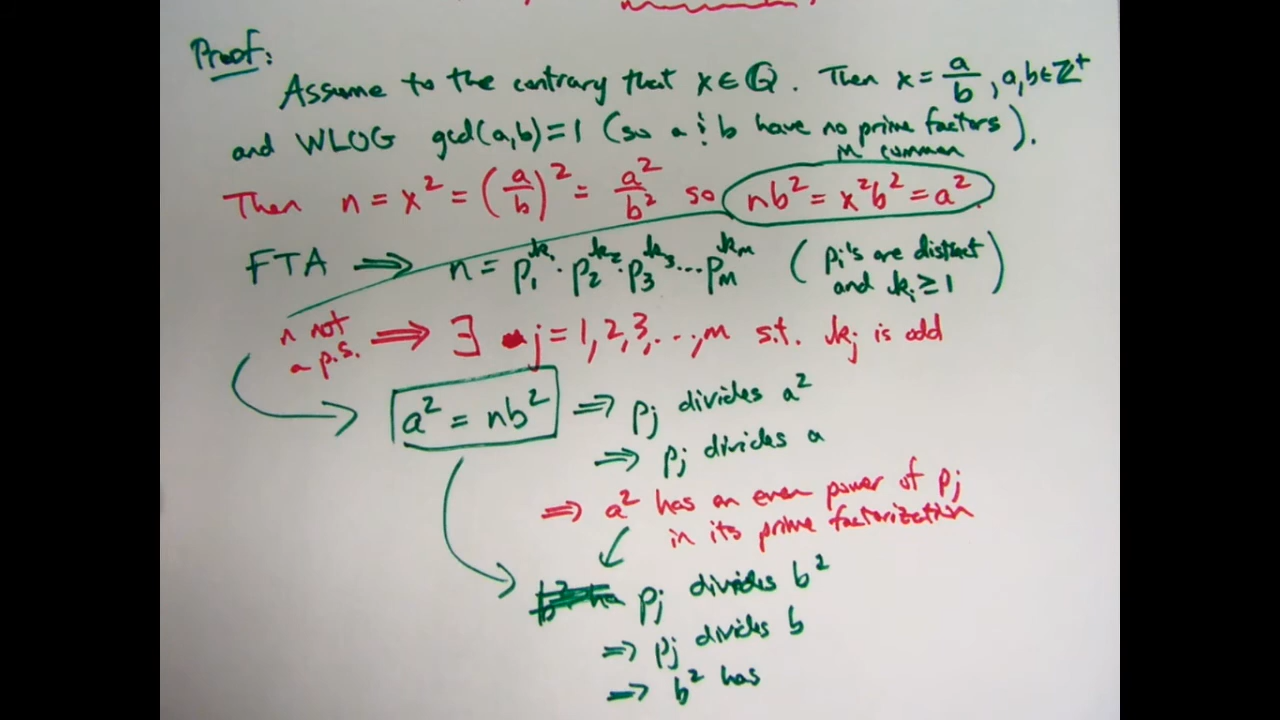 Proof:
Assume to the contrary that x ∈ ℚ. Then x = a/b, a,b ∈ ℤ⁺
and WLOG gcd(a,b) = 1 (so a & b have no prime factors in common).
Then n = x² = (a/b)² = a²/b² so nb² = x²b² = a²
FTA ⟹ n = p₁^k₁ · p₂^k₂ · p₃^k₃ ... pₘ^kₘ (pᵢ's are distinct and kᵢ ≥ 1)
n not a p.s. ⟹ ∃ j = 1, 2, 3, ..., m s.t. kⱼ is odd
a² = nb² ⟹ pⱼ divides a²
⟹ pⱼ divides a
⟹ a² has an even power of pⱼ
in its prime factorization
pⱼ divides b²
⟹ pⱼ divides b
⟹ b² has